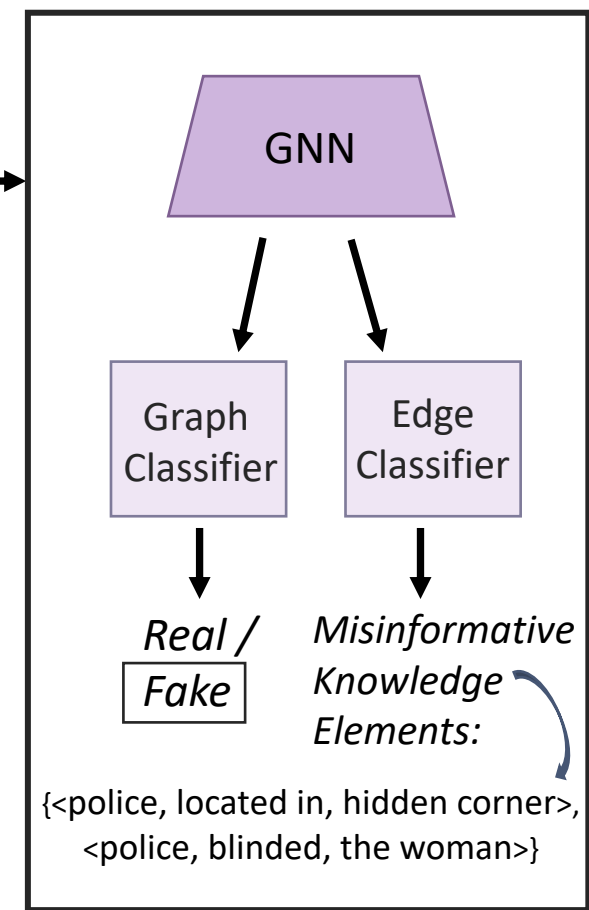 GNN
Graph
Classifier
Edge
Classifier
Real /
Fake
Misinformative
Knowledge
Elements:
{<police, located in, hidden corner>,
<police, blinded, the woman>}